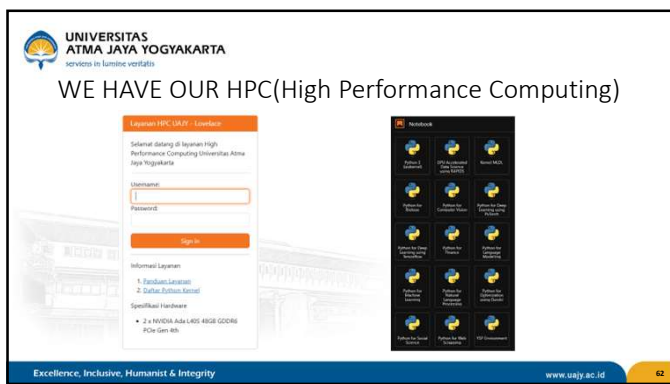 UNIVERSITAS
ATMA JAYA YOGYAKARTA
serviens in lumine veritatis
WE HAVE OUR HPC(High Performance Computing)
Layanan HPC UAJY - Lovelace
Selamat datang di layanan High
Performance Computing Universitas Atma
Jaya Yogyakarta
Username:
Password:
Sign in
Informasi Layanan
1. Panduan Layanan
2. Daftar Python Kernel
Spesifikasi Hardware
• 2 x NVIDIA Ada L40S 48GB GDDR6
PCIe Gen 4th
Notebook
Python 3
(ipykernel)
GPU Accelerated
Data Science
using RAPIDS
Kernel MLDL
Python for
Biology
Python for
Computer Vision
Python for Deep
Learning using
PyTorch
Python for Deep
Learning using
Tensorflow
Python for
Finance
Python for
Language
Modelling
Python for
Machine
Learning
Python for
Natural
Language
Processing
Python for
Optimization
using Gurobi
Python for Social
Science
Python for Web
Scraping
Environment
Excellence, Inclusive, Humanist & Integrity
www.uajy.ac.id
62